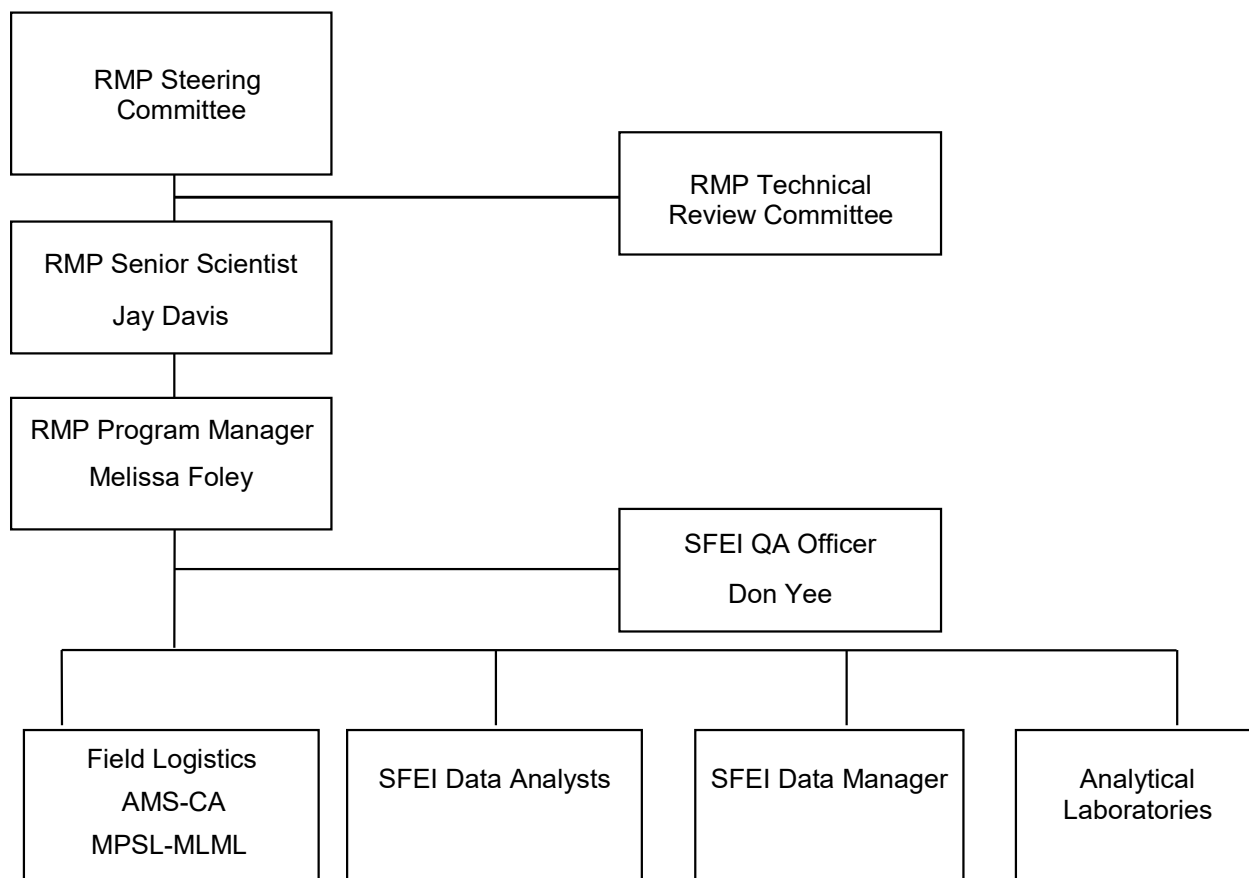 RMP Steering
Committee
RMP Technical
Review Committee
RMP Senior Scientist
Jay Davis
RMP Program Manager
Melissa Foley
SFEI QA Officer
Don Yee
Field Logistics
AMS-CA
MPSL-MLML
SFEI Data Analysts
SFEI Data Manager
Analytical
Laboratories